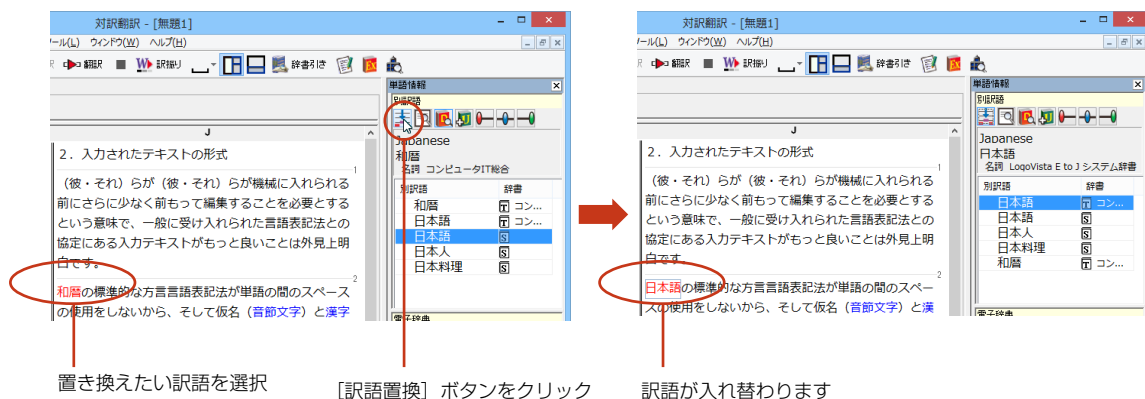 対訳翻訳 - [無題1]
ール(L) ウィンドウ(W) ヘルプ(H)
翻訳 訳振り 辞書引き
単語情報
別訳語
J
Japanese
和暦
名詞 コンピュータIT総合
別訳語 辞書
和暦 コン...
日本語 コン...
日本語 S
日本人 S
日本料理 S
2．入力されたテキストの形式
1
（彼・それ）らが（彼・それ）らが機械に入れられる
前にさらに少なく前もって編集することを必要とする
という意味で、一般に受け入れられた言語表記法との
協定にある入力テキストがもっと良いことは外見上明
白です。
2
和暦の標準的な方言言語表記法が単語の間のスペース
の使用をしないから、そして仮名（音節文字）と漢字
電子辞典
対訳翻訳 - [無題1]
ール(L) ウィンドウ(W) ヘルプ(H)
翻訳 訳振り 辞書引き
単語情報
別訳語
J
Japanese
日本語
名詞 LogoVista E to J システム辞書
別訳語 辞書
日本語 コン...
日本語 S
日本人 S
日本料理 S
和暦 コン...
2．入力されたテキストの形式
1
（彼・それ）らが（彼・それ）らが機械に入れられる
前にさらに少なく前もって編集することを必要とする
という意味で、一般に受け入れられた言語表記法との
協定にある入力テキストがもっと良いことは外見上明
白です。
2
日本語の標準的な方言言語表記法が単語の間のスペー
スの使用をしないから、そして仮名（音節文字）と漢
電子辞典
置き換えたい訳語を選択
［訳語置換］ボタンをクリック
訳語が入れ替わります